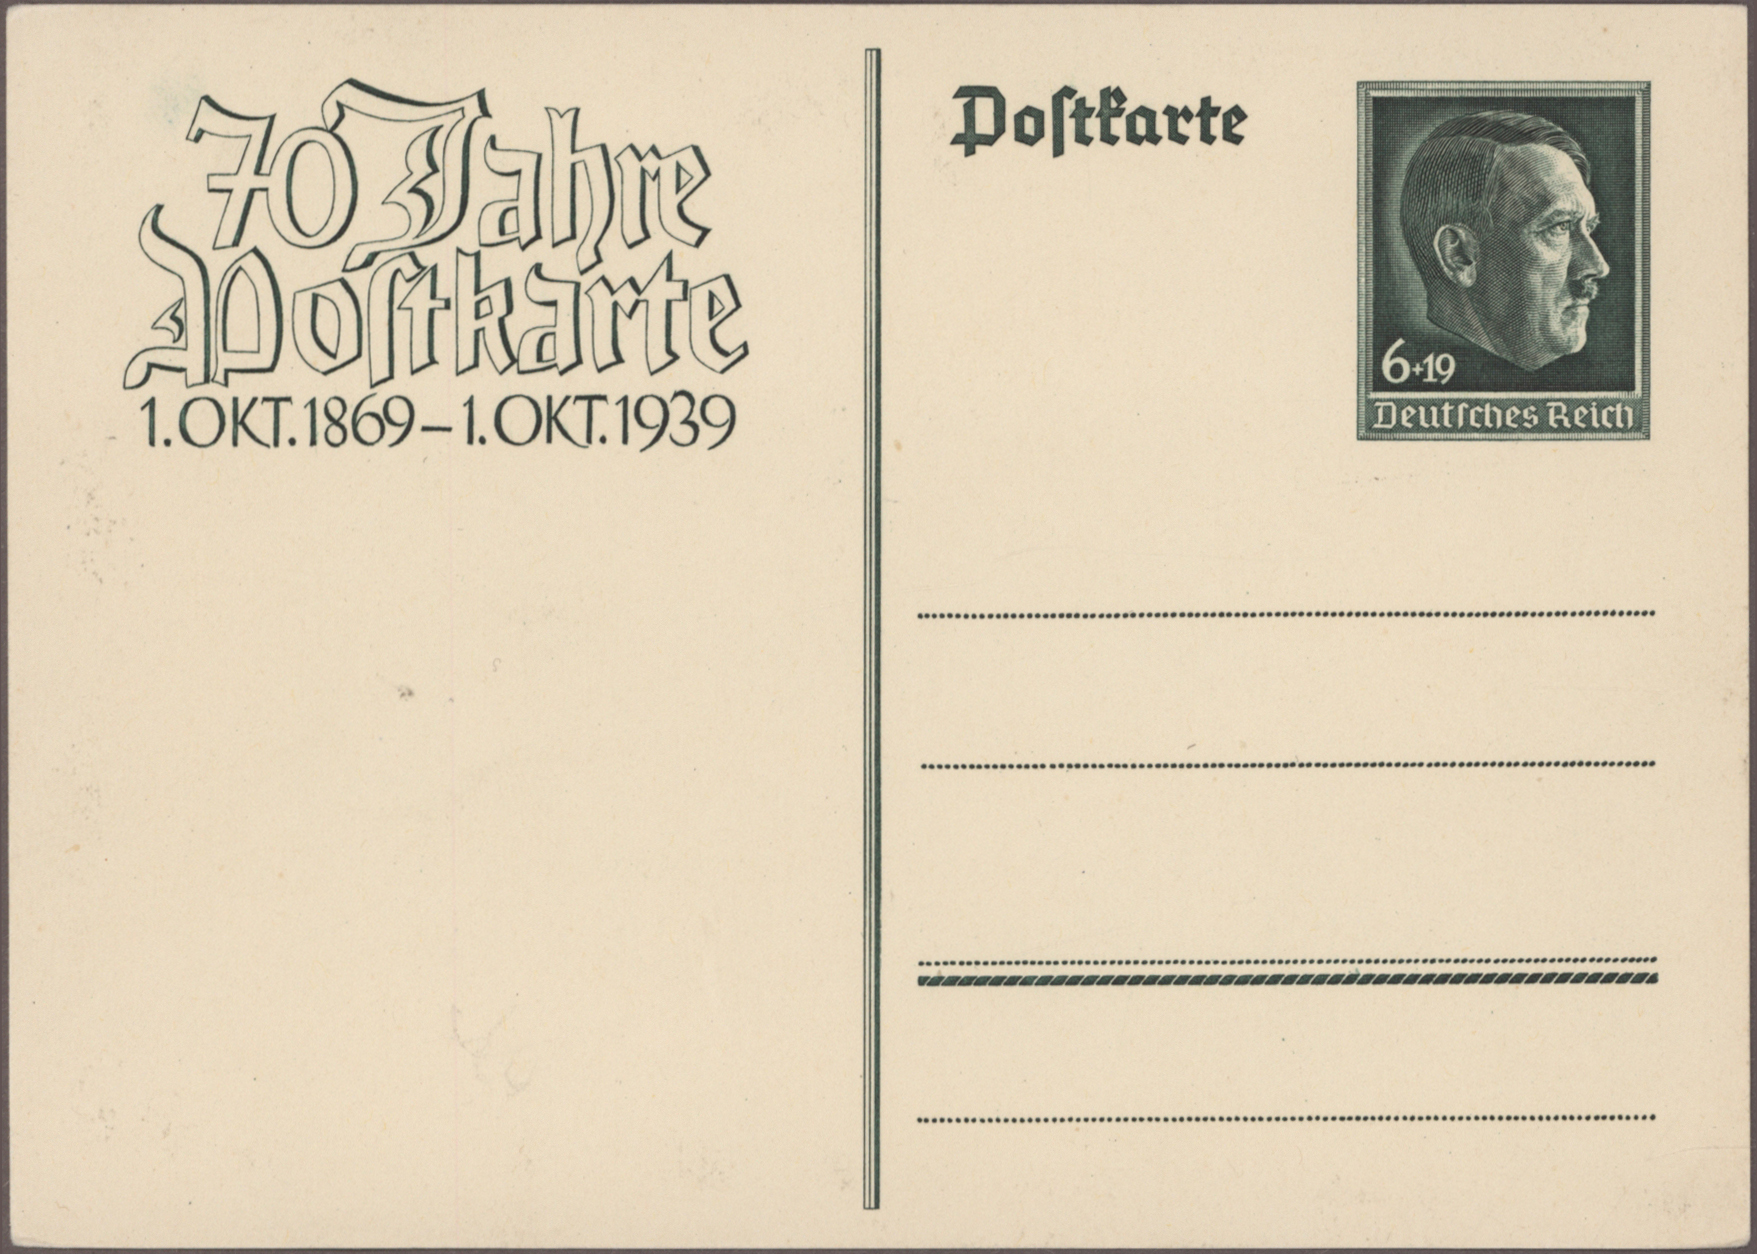 70 Jahre
Poſtkarte
1. OKT. 1869 – 1. OKT. 1939
Poſtkarte
6+19
Deutſches Reich